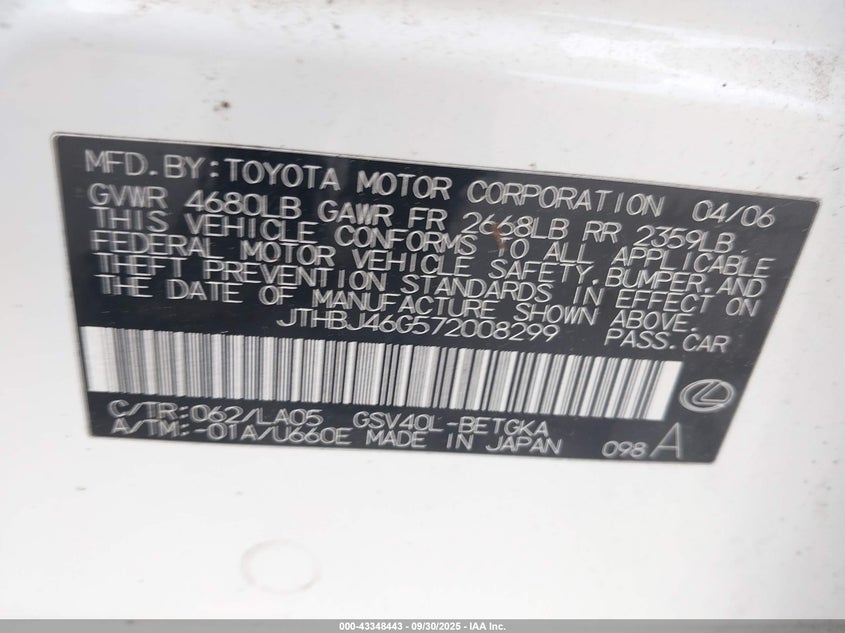 MFD. BY: TOYOTA MOTOR CORPORATION 04/06
GVWR 4680LB GAWR FR 2668LB RR 2359LB
THIS VEHICLE CONFORMS TO ALL APPLICABLE
FEDERAL MOTOR VEHICLE SAFETY, BUMPER, AND
THEFT PREVENTION STANDARDS IN EFFECT ON
THE DATE OF MANUFACTURE SHOWN ABOVE.
JTHBJ46G572008299 PASS. CAR
C/TR: 062/LA05 GSV40L-BETGKA
A/TM: -01A/U660E MADE IN JAPAN 098 A
000-43348443 - 09/30/2025 - IAA Inc.